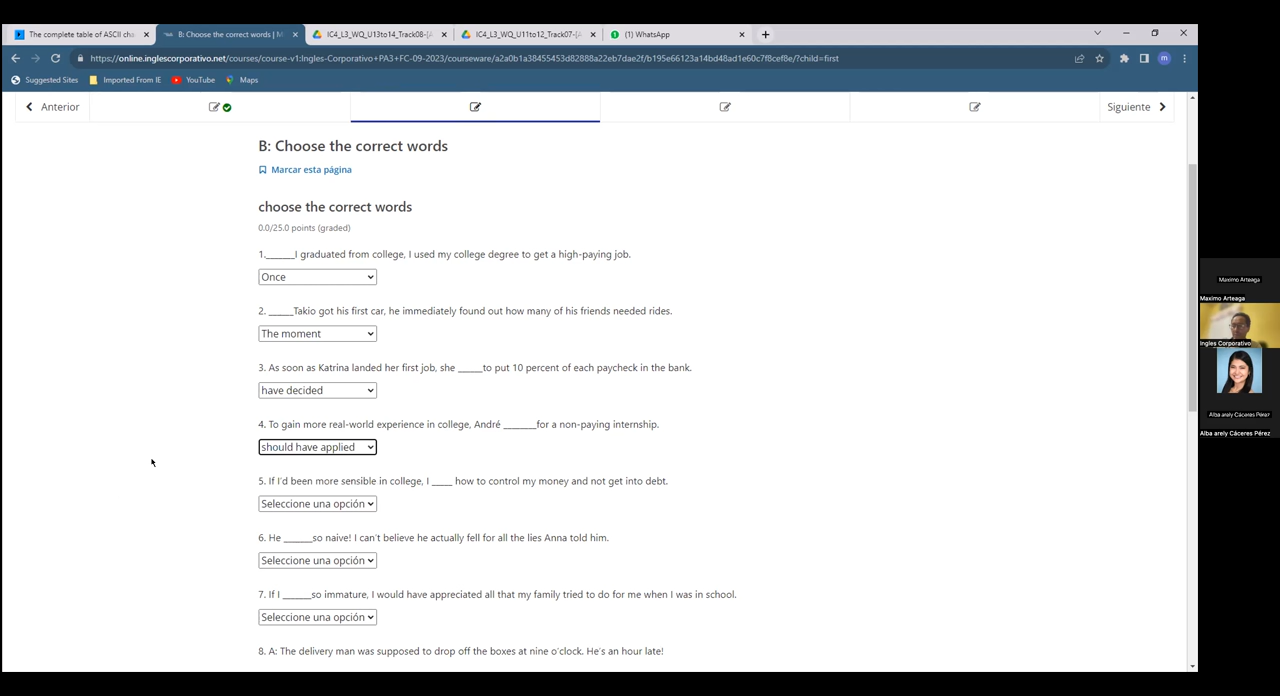 The complete table of ASCII cha
B: Choose the correct words | M
IC4_L3_WQ_U13to14_Track08-[A
IC4_L3_WQ_U11to12_Track07-[A
(1) WhatsApp
https://online.inglescorporativo.net/courses/course-v1:Ingles-Corporativo+PA3+FC-09-2023/courseware/a2a0b1a38455453d82888a22eb7dae2f/b195e66123a14bd48ad1e60c7f8cef8e/?child=first
m
Suggested Sites
Imported From IE
YouTube
Maps
Anterior
Siguiente
B: Choose the correct words
Marcar esta página
choose the correct words
0.0/25.0 points (graded)
1.______I graduated from college, I used my college degree to get a high-paying job.
Once
2. _____Takio got his first car, he immediately found out how many of his friends needed rides.
The moment
3. As soon as Katrina landed her first job, she _____to put 10 percent of each paycheck in the bank.
have decided
4. To gain more real-world experience in college, André _______for a non-paying internship.
should have applied
5. If I'd been more sensible in college, I ____ how to control my money and not get into debt.
Seleccione una opción
6. He ______so naive! I can't believe he actually fell for all the lies Anna told him.
Seleccione una opción
7. If I ______so immature, I would have appreciated all that my family tried to do for me when I was in school.
Seleccione una opción
8. A: The delivery man was supposed to drop off the boxes at nine o'clock. He's an hour late!
Maximo Arteaga
Maximo Arteaga
Ingles Corporativo
Alba arely Cáceres Pérez
Alba arely Cáceres Pérez